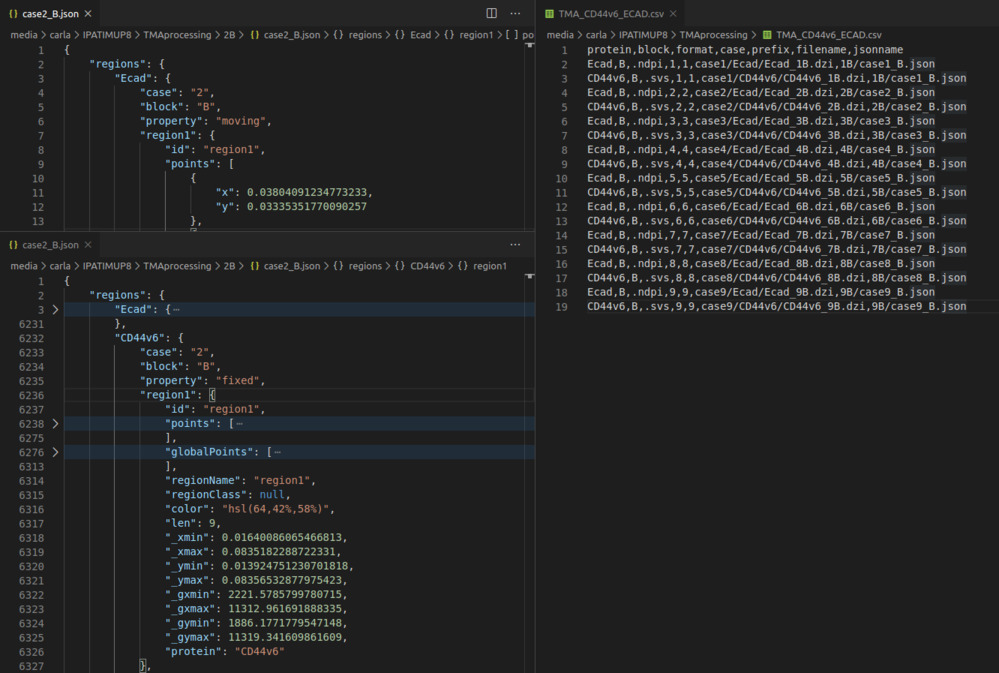 {} case2_B.json ×
media > carla > IPATIMUP8 > TMAprocessing > 2B > {} case2_B.json > {} regions > {} Ecad > {} region1 > [ ] po
1 {
2 "regions": {
3 "Ecad": {
4 "case": "2",
5 "block": "B",
6 "property": "moving",
7 "region1": {
8 "id": "region1",
9 "points": [
10 {
11 "x": 0.03804091234773233,
12 "y": 0.03335351770090257
13 },
{} case2_B.json ×
media > carla > IPATIMUP8 > TMAprocessing > 2B > {} case2_B.json > {} regions > {} CD44v6 > {} region1
1 {
2 "regions": {
3 > "Ecad": {⋯
6231 },
6232 "CD44v6": {
6233 "case": "2",
6234 "block": "B",
6235 "property": "fixed",
6236 "region1": {
6237 "id": "region1",
6238 > "points": [⋯
6275 ],
6276 > "globalPoints": [⋯
6313 ],
6314 "regionName": "region1",
6315 "regionClass": null,
6316 "color": "hsl(64,42%,58%)",
6317 "len": 9,
6318 "_xmin": 0.01640086065466813,
6319 "_xmax": 0.0835182288722331,
6320 "_ymin": 0.013924751230701818,
6321 "_ymax": 0.08356532877975423,
6322 "_gxmin": 2221.5785799780715,
6323 "_gxmax": 11312.961691888335,
6324 "_gymin": 1886.1771779547148,
6325 "_gymax": 11319.341609861609,
6326 "protein": "CD44v6"
6327 },
TMA_CD44v6_ECAD.csv ×
media > carla > IPATIMUP8 > TMAprocessing > TMA_CD44v6_ECAD.csv
1 protein,block,format,case,prefix,filename,jsonname
2 Ecad,B,.ndpi,1,1,case1/Ecad/Ecad_1B.dzi,1B/case1_B.json
3 CD44v6,B,.svs,1,1,case1/CD44v6/CD44v6_1B.dzi,1B/case1_B.json
4 Ecad,B,.ndpi,2,2,case2/Ecad/Ecad_2B.dzi,2B/case2_B.json
5 CD44v6,B,.svs,2,2,case2/CD44v6/CD44v6_2B.dzi,2B/case2_B.json
6 Ecad,B,.ndpi,3,3,case3/Ecad/Ecad_3B.dzi,3B/case3_B.json
7 CD44v6,B,.svs,3,3,case3/CD44v6/CD44v6_3B.dzi,3B/case3_B.json
8 Ecad,B,.ndpi,4,4,case4/Ecad/Ecad_4B.dzi,4B/case4_B.json
9 CD44v6,B,.svs,4,4,case4/CD44v6/CD44v6_4B.dzi,4B/case4_B.json
10 Ecad,B,.ndpi,5,5,case5/Ecad/Ecad_5B.dzi,5B/case5_B.json
11 CD44v6,B,.svs,5,5,case5/CD44v6/CD44v6_5B.dzi,5B/case5_B.json
12 Ecad,B,.ndpi,6,6,case6/Ecad/Ecad_6B.dzi,6B/case6_B.json
13 CD44v6,B,.svs,6,6,case6/CD44v6/CD44v6_6B.dzi,6B/case6_B.json
14 Ecad,B,.ndpi,7,7,case7/Ecad/Ecad_7B.dzi,7B/case7_B.json
15 CD44v6,B,.svs,7,7,case7/CD44v6/CD44v6_7B.dzi,7B/case7_B.json
16 Ecad,B,.ndpi,8,8,case8/Ecad/Ecad_8B.dzi,8B/case8_B.json
17 CD44v6,B,.svs,8,8,case8/CD44v6/CD44v6_8B.dzi,8B/case8_B.json
18 Ecad,B,.ndpi,9,9,case9/Ecad/Ecad_9B.dzi,9B/case9_B.json
19 CD44v6,B,.svs,9,9,case9/CD44v6/CD44v6_9B.dzi,9B/case9_B.json